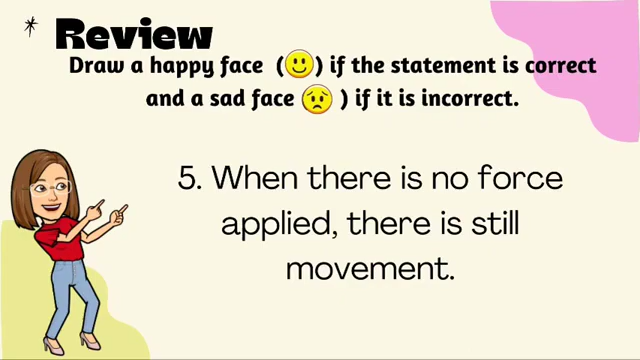 Review
Draw a happy face (🙂) if the statement is correct
and a sad face ☹️ ) if it is incorrect.
5. When there is no force
applied, there is still
movement.